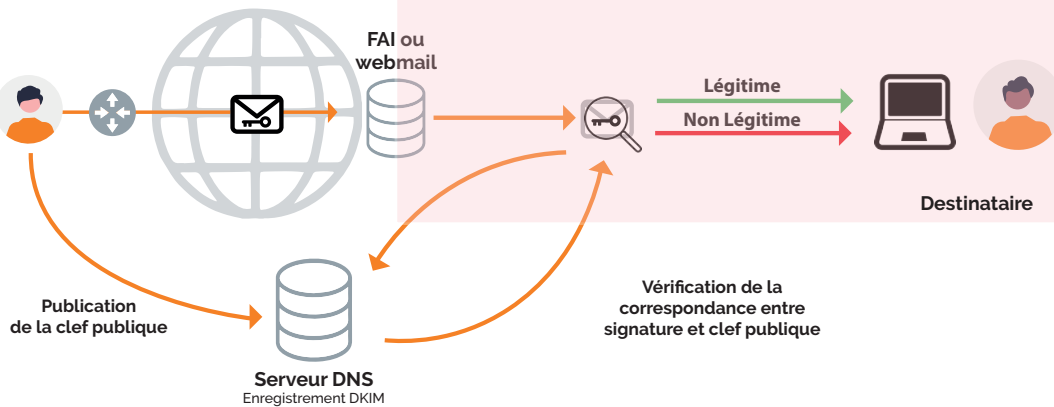 FAI ou
webmail
Légitime
Non Légitime
Destinataire
Publication
de la clef publique
Vérification de la
correspondance entre
signature et clef publique
Serveur DNS
Enregistrement DKIM